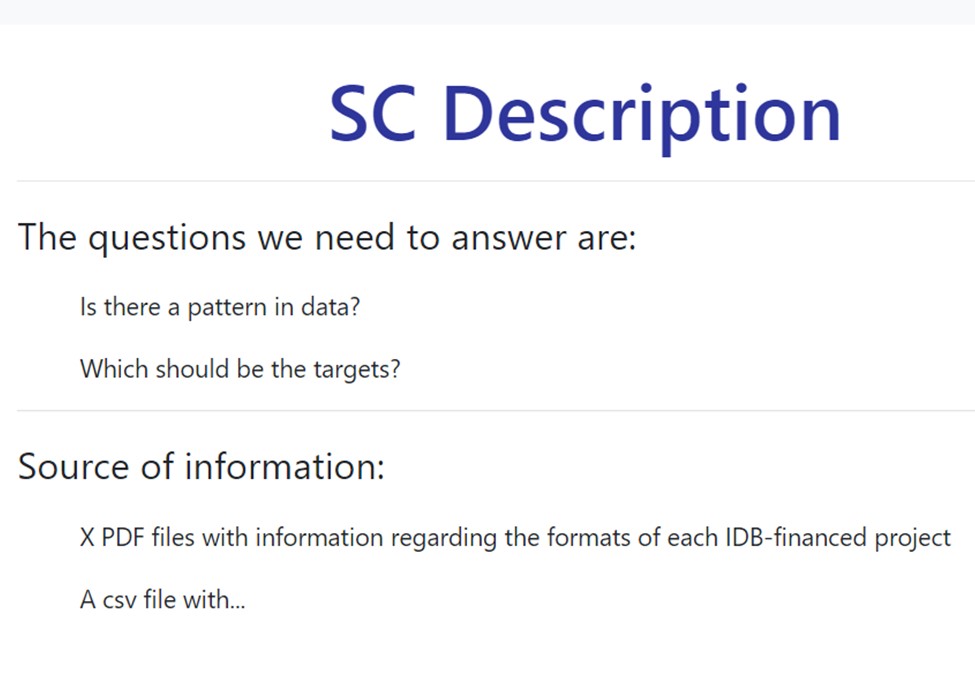 SC Description
The questions we need to answer are:
Is there a pattern in data?
Which should be the targets?
Source of information:
X PDF files with information regarding the formats of each IDB-financed project
A csv file with...